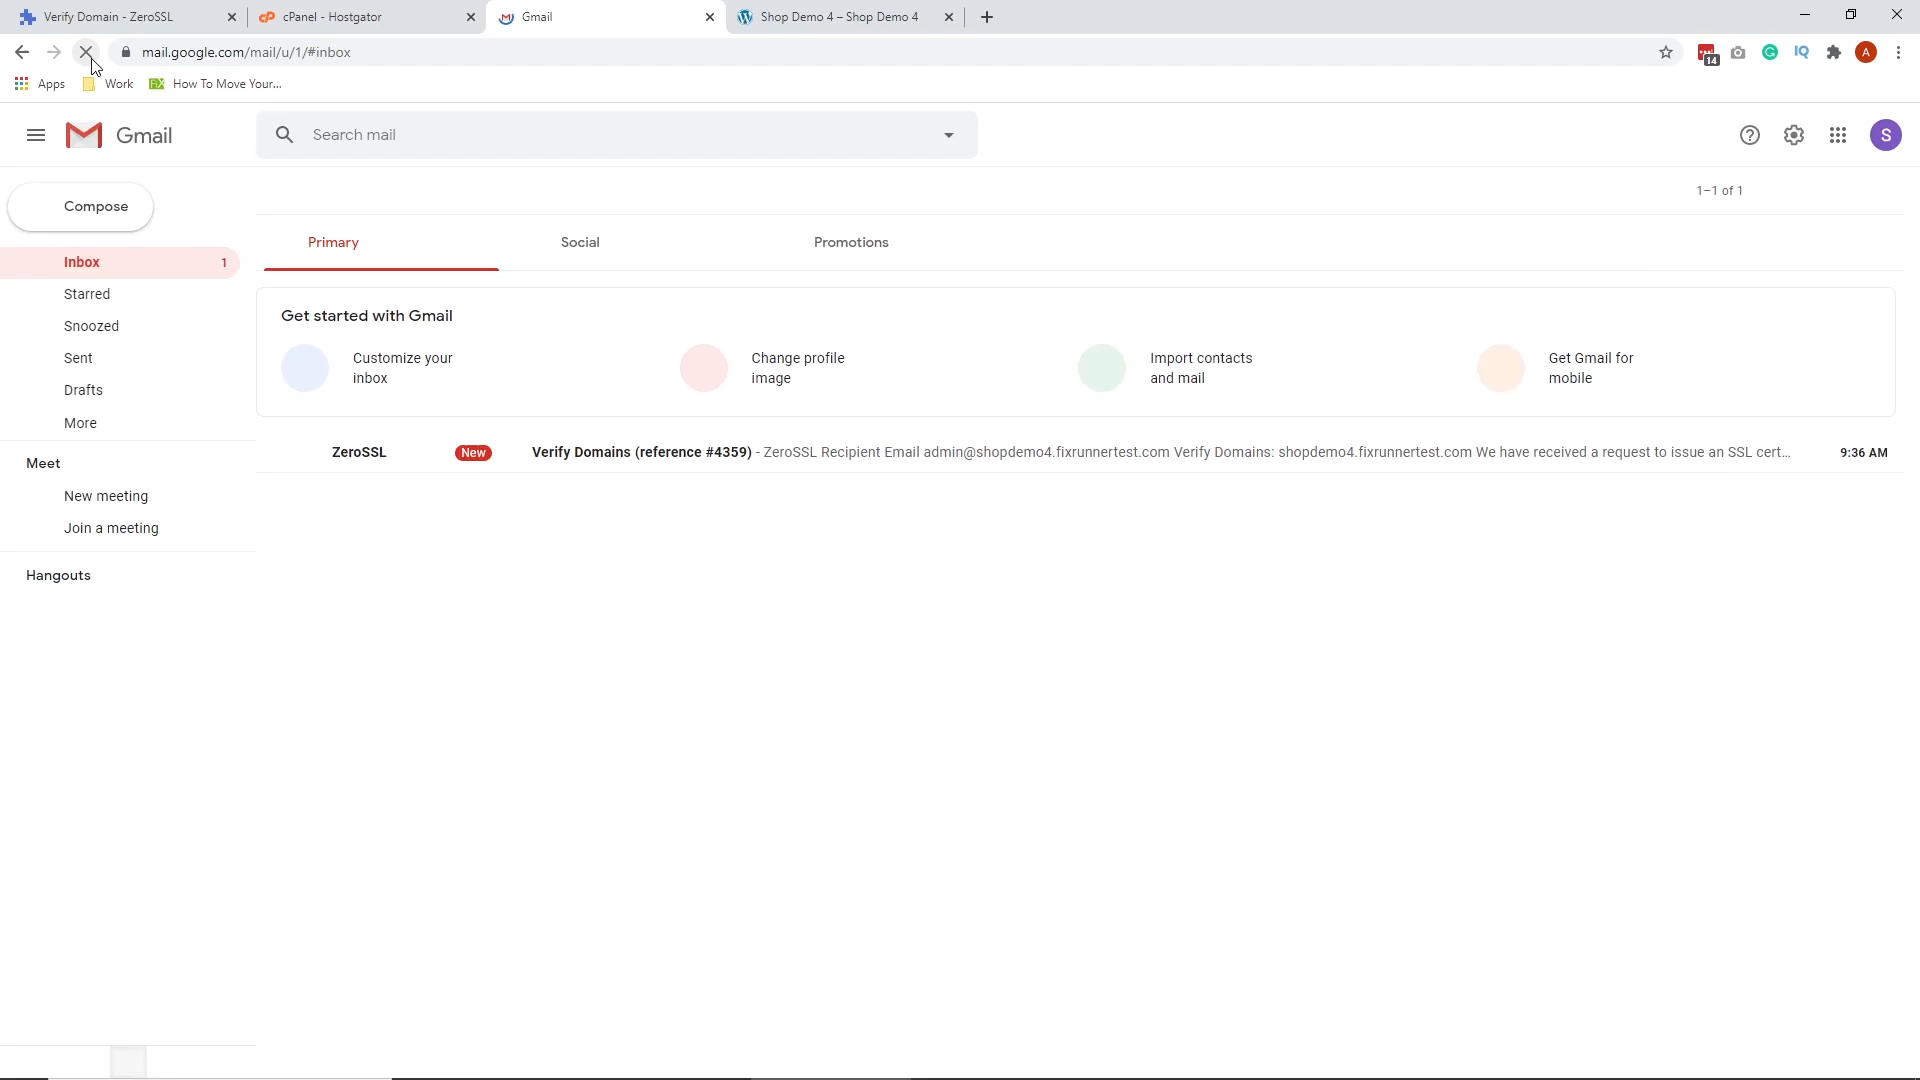 Verify Domain - ZeroSSL
cPanel - Hostgator
Gmail
Shop Demo 4 – Shop Demo 4
mail.google.com/mail/u/1/#inbox
14
IQ
A
Apps
Work
How To Move Your...
Gmail
Search mail
S
Compose
1–1 of 1
Primary
Social
Promotions
Inbox 1
Starred
Snoozed
Sent
Drafts
More
Get started with Gmail
Customize your
inbox
Change profile
image
Import contacts
and mail
Get Gmail for
mobile
ZeroSSL New Verify Domains (reference #4359) - ZeroSSL Recipient Email admin@shopdemo4.fixrunnertest.com Verify Domains: shopdemo4.fixrunnertest.com We have received a request to issue an SSL cert... 9:36 AM
Meet
New meeting
Join a meeting
Hangouts